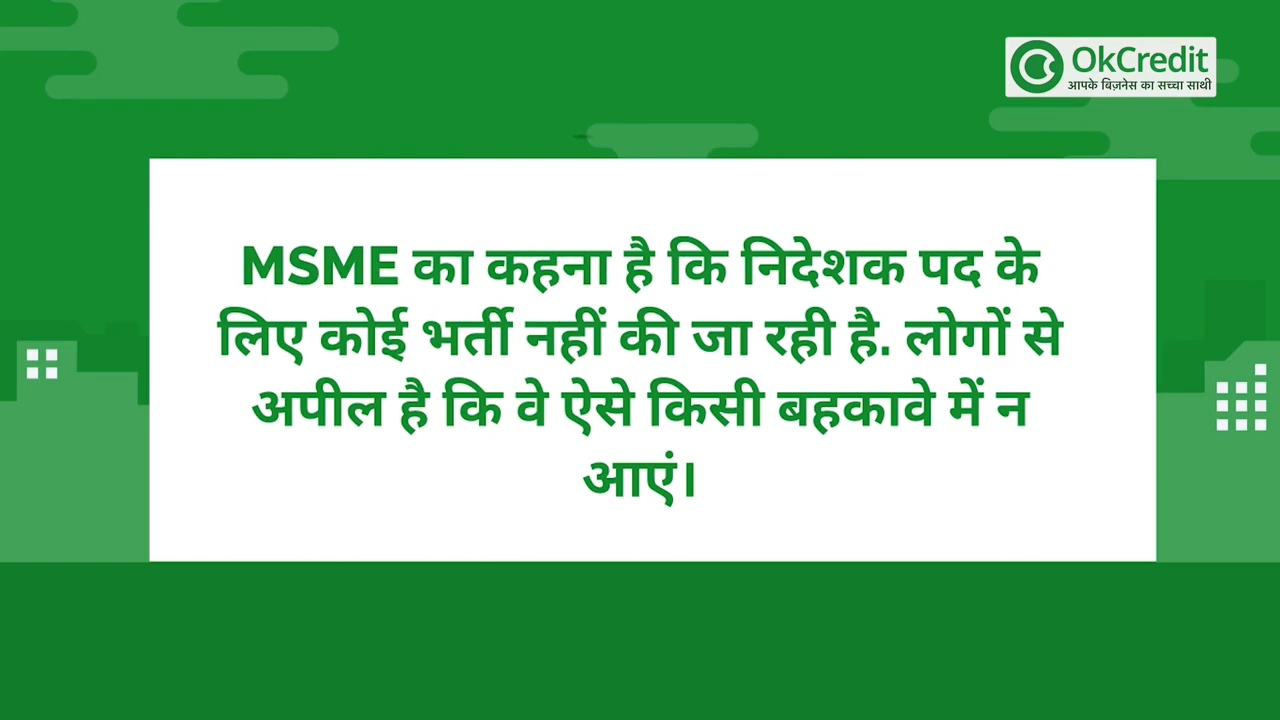 OkCredit
आपके बिज़नेस का सच्चा साथी
MSME का कहना है कि निदेशक पद के
लिए कोई भर्ती नहीं की जा रही है. लोगों से
अपील है कि वे ऐसे किसी बहकावे में न
आएं।